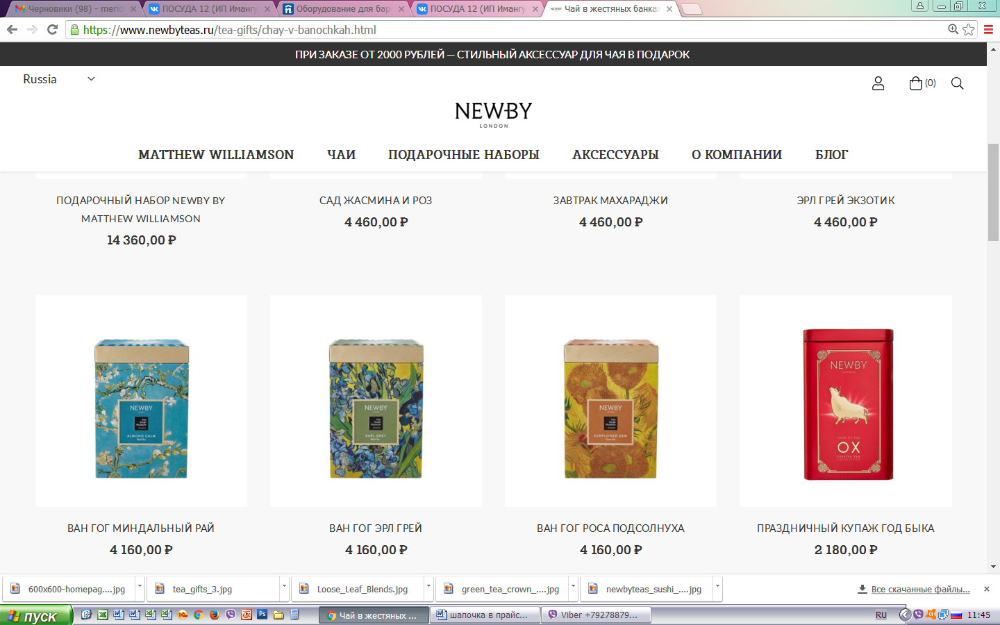 Черновики (98) - merid
ПОСУДА 12 (ИП Имангу
Оборудование для бар
ПОСУДА 12 (ИП Имангу
Чай в жестяных банках
https://www.newbyteas.ru/tea-gifts/chay-v-banochkah.html
ПРИ ЗАКАЗЕ ОТ 2000 РУБЛЕЙ — СТИЛЬНЫЙ АКСЕССУАР ДЛЯ ЧАЯ В ПОДАРОК
Russia
(0)
NEWBY
LONDON
MATTHEW WILLIAMSON ЧАИ ПОДАРОЧНЫЕ НАБОРЫ АКСЕССУАРЫ О КОМПАНИИ БЛОГ
ПОДАРОЧНЫЙ НАБОР NEWBY BY
MATTHEW WILLIAMSON
14 360,00 ₽
САД ЖАСМИНА И РОЗ
4 460,00 ₽
ЗАВТРАК МАХАРАДЖИ
4 460,00 ₽
ЭРЛ ГРЕЙ ЭКЗОТИК
4 460,00 ₽
NEWBY
ALMOND CALM
NEWBY
EARL GREY
NEWBY
SUNFLOWER DEW
NEWBY
LONDON
YEAR OF THE
OX
ВАН ГОГ МИНДАЛЬНЫЙ РАЙ
4 160,00 ₽
ВАН ГОГ ЭРЛ ГРЕЙ
4 160,00 ₽
ВАН ГОГ РОСА ПОДСОЛНУХА
4 160,00 ₽
ПРАЗДНИЧНЫЙ КУПАЖ ГОД БЫКА
2 180,00 ₽
600x600-homepag....jpg
tea_gifts_3.jpg
Loose_Leaf_Blends.jpg
green_tea_crown_....jpg
newbyteas_sushi_....jpg
Все скачанные файлы...
пуск
Чай в жестяных ...
шапочка в прайс...
Viber +79278879...
RU
11:45